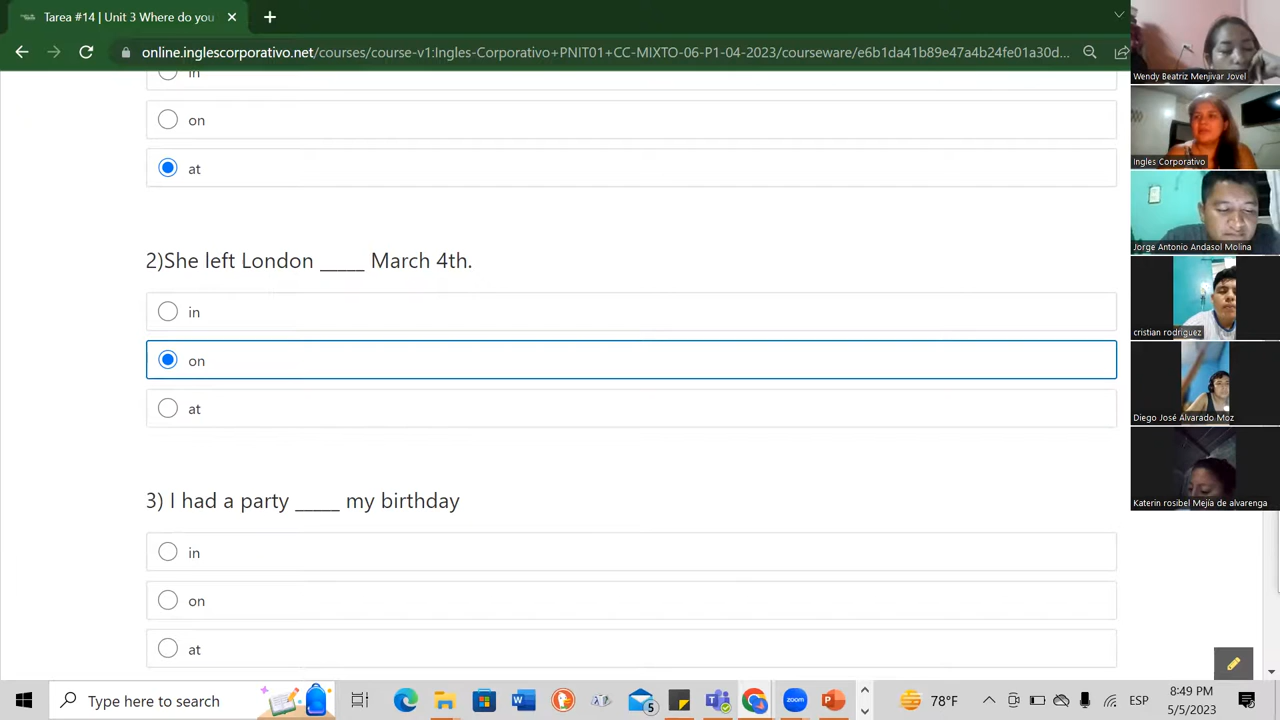 Tarea #14 | Unit 3 Where do you
online.inglescorporativo.net/courses/course-v1:Ingles-Corporativo+PNIT01+CC-MIXTO-06-P1-04-2023/courseware/e6b1da41b89e47a4b24fe01a30d...
in
on
at
2)She left London _____ March 4th.
in
on
at
3) I had a party _____ my birthday
in
on
at
Wendy Beatriz Menjivar Jovel
Ingles Corporativo
Jorge Antonio Andasol Molina
cristian rodriguez
Diego José Alvarado Moz
Katerin rosibel Mejía de alvarenga
Type here to search
5
zoom
78°F
ESP
8:49 PM
5/5/2023